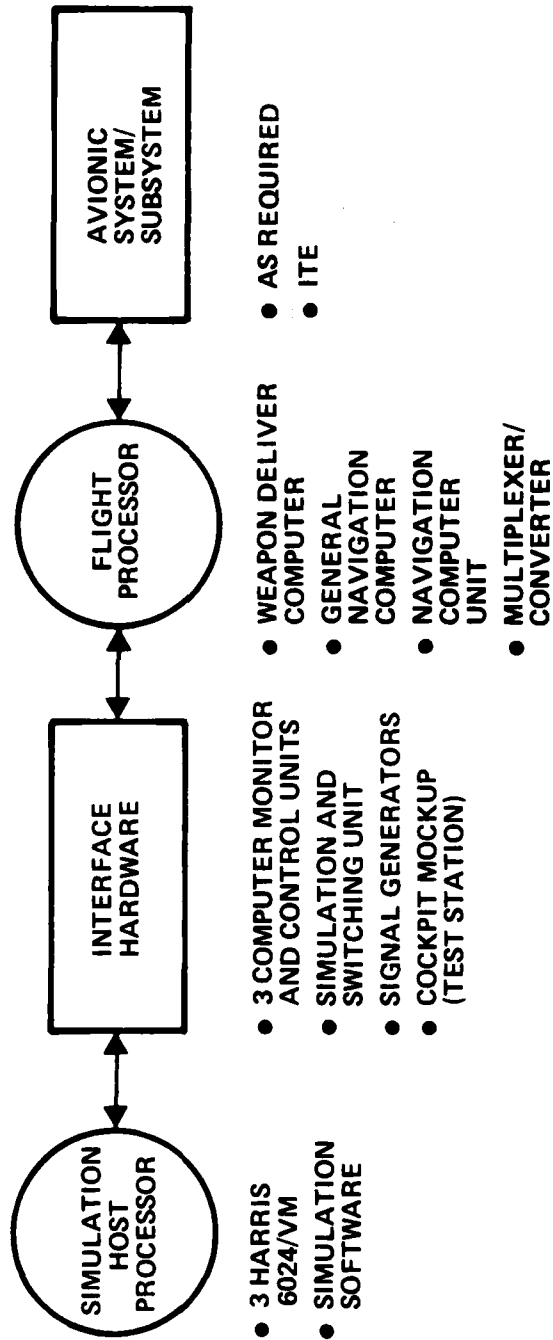 SIMULATION
HOST
PROCESSOR
● 3 HARRIS
6024/VM
● SIMULATION
SOFTWARE
INTERFACE
HARDWARE
● 3 COMPUTER MONITOR
AND CONTROL UNITS
● SIMULATION AND
SWITCHING UNIT
● SIGNAL GENERATORS
● COCKPIT MOCKUP
(TEST STATION)
FLIGHT
PROCESSOR
● WEAPON DELIVER
COMPUTER
● GENERAL
NAVIGATION
COMPUTER
● NAVIGATION
COMPUTER
UNIT
● MULTIPLEXER/
CONVERTER
AVIONIC
SYSTEM/
SUBSYSTEM
● AS REQUIRED
● ITE